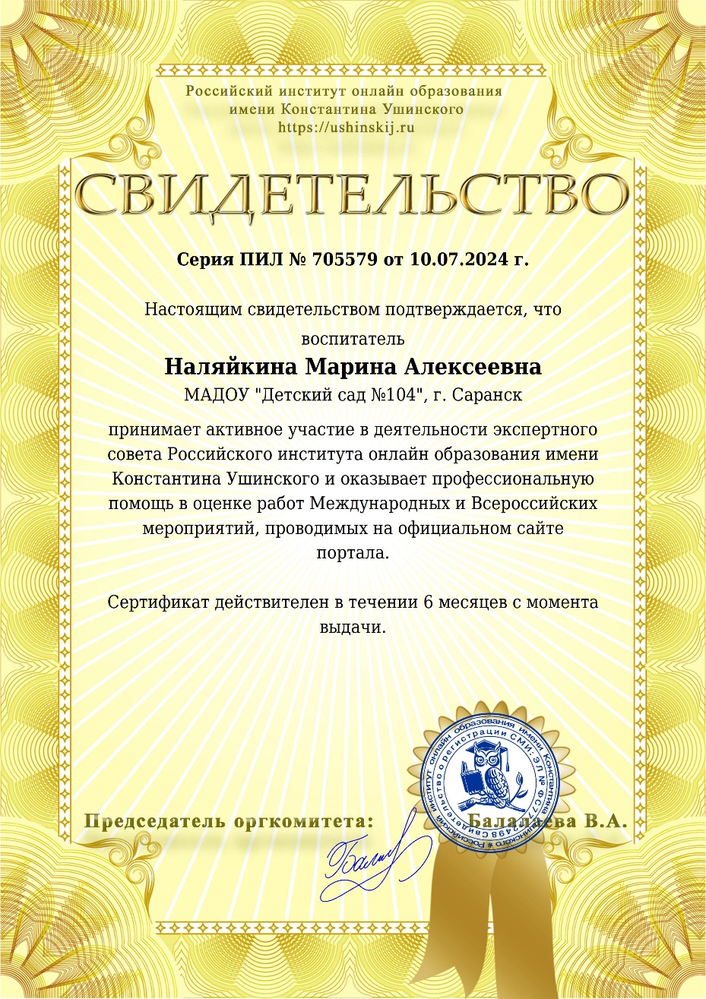 Российский институт онлайн образования
имени Константина Ушинского
https://ushinskij.ru
СВИДЕТЕЛЬСТВО
Серия ПИЛ № 705579 от 10.07.2024 г.
Настоящим свидетельством подтверждается, что
воспитатель
Наляйкина Марина Алексеевна
МАДОУ "Детский сад №104", г. Саранск
принимает активное участие в деятельности экспертного
совета Российского института онлайн образования имени
Константина Ушинского и оказывает профессиональную
помощь в оценке работ Международных и Всероссийских
мероприятий, проводимых на официальном сайте
портала.
Сертификат действителен в течении 6 месяцев с момента
выдачи.
Российский институт онлайн образования имени Константина Ушинского
Свидетельство о регистрации СМИ: ЭЛ №
Председатель оргкомитета:
Балалаева В.А.